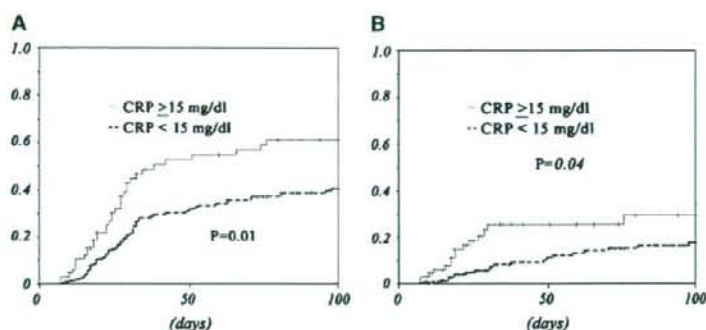 A
1.0
0.8
0.6
0.4
0.2
0
CRP ≥15 mg/dl
CRP < 15 mg/dl
P=0.01
0 50 100
(days)
B
1.0
0.8
0.6
0.4
0.2
0
CRP ≥15 mg/dl
CRP < 15 mg/dl
P=0.04
0 50 100
(days)